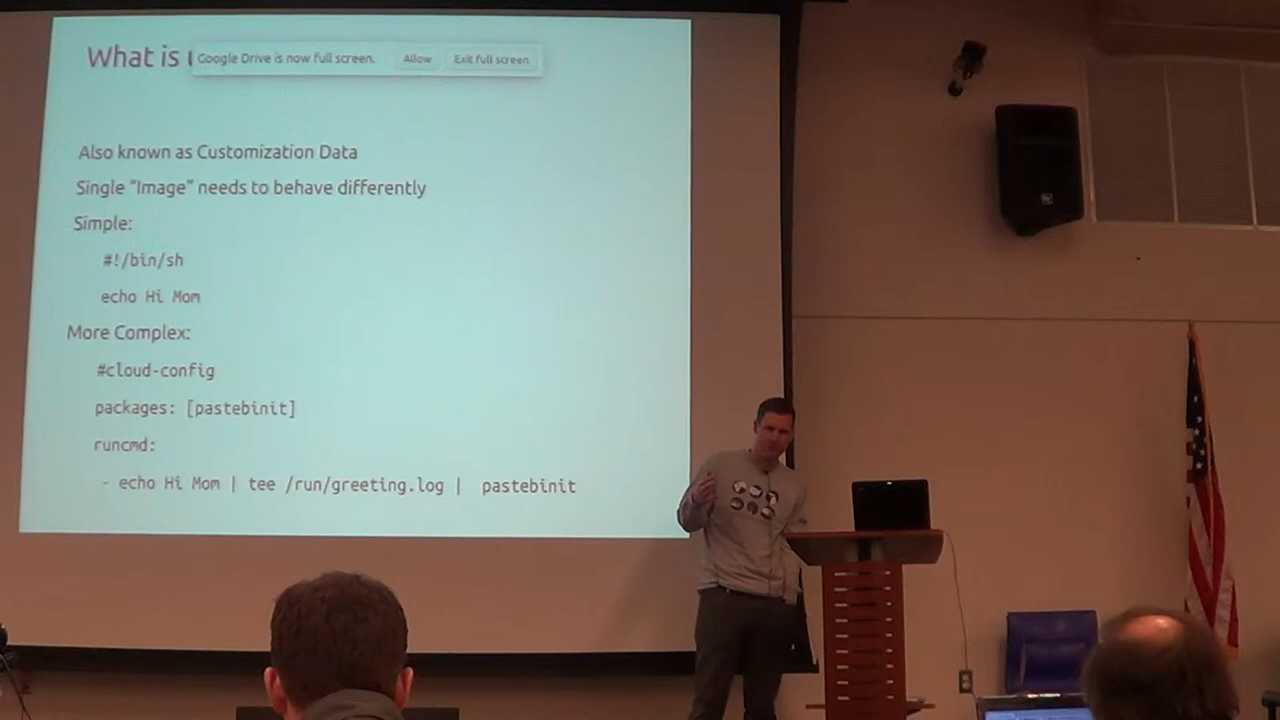 What is
Google Drive is now full screen. Allow Exit full screen
Also known as Customization Data
Single “Image” needs to behave differently
Simple:
#!/bin/sh
echo Hi Mom
More Complex:
#cloud-config
packages: [pastebinit]
runcmd:
- echo Hi Mom | tee /run/greeting.log | pastebinit